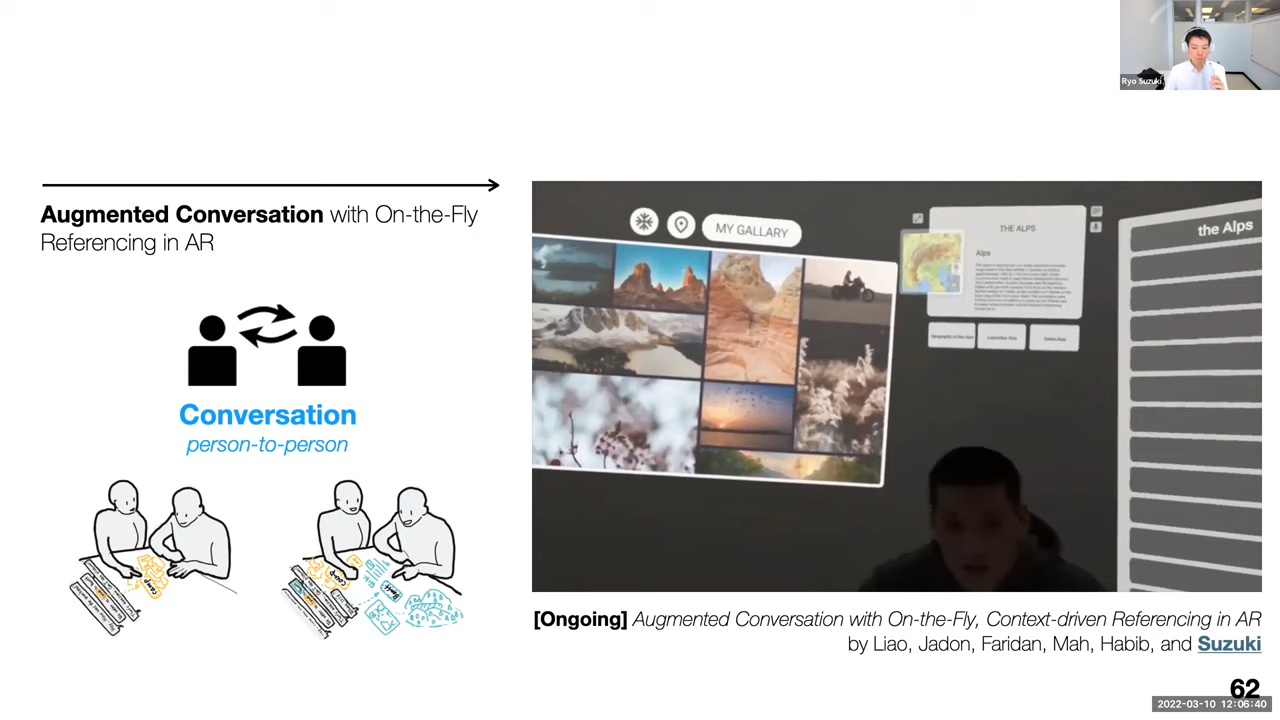 Ryo Suzuki
Augmented Conversation with On-the-Fly
Referencing in AR
Conversation
person-to-person
MY GALLARY
THE ALPS
Alps
the Alps
[Ongoing] Augmented Conversation with On-the-Fly, Context-driven Referencing in AR
by Liao, Jadon, Faridan, Mah, Habib, and Suzuki
62
2022-03-10 12:06:40